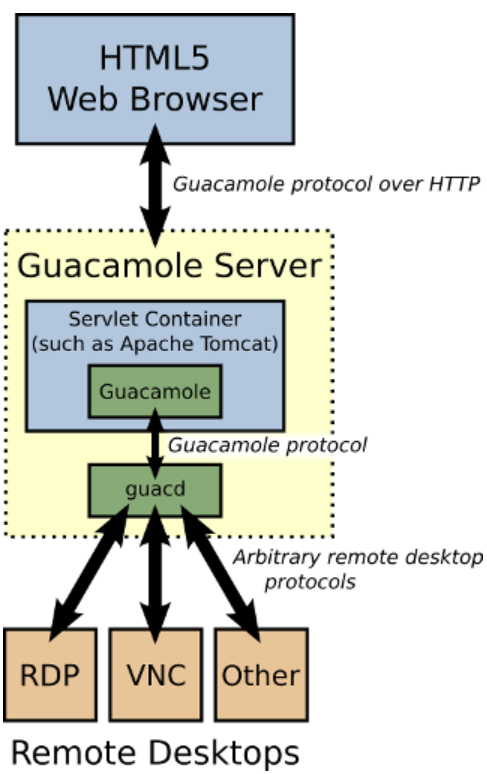 HTML5
Web Browser
Guacamole protocol over HTTP
Guacamole Server
Servlet Container
(such as Apache Tomcat)
Guacamole
Guacamole protocol
guacd
Arbitrary remote desktop
protocols
RDP
VNC
Other
Remote Desktops